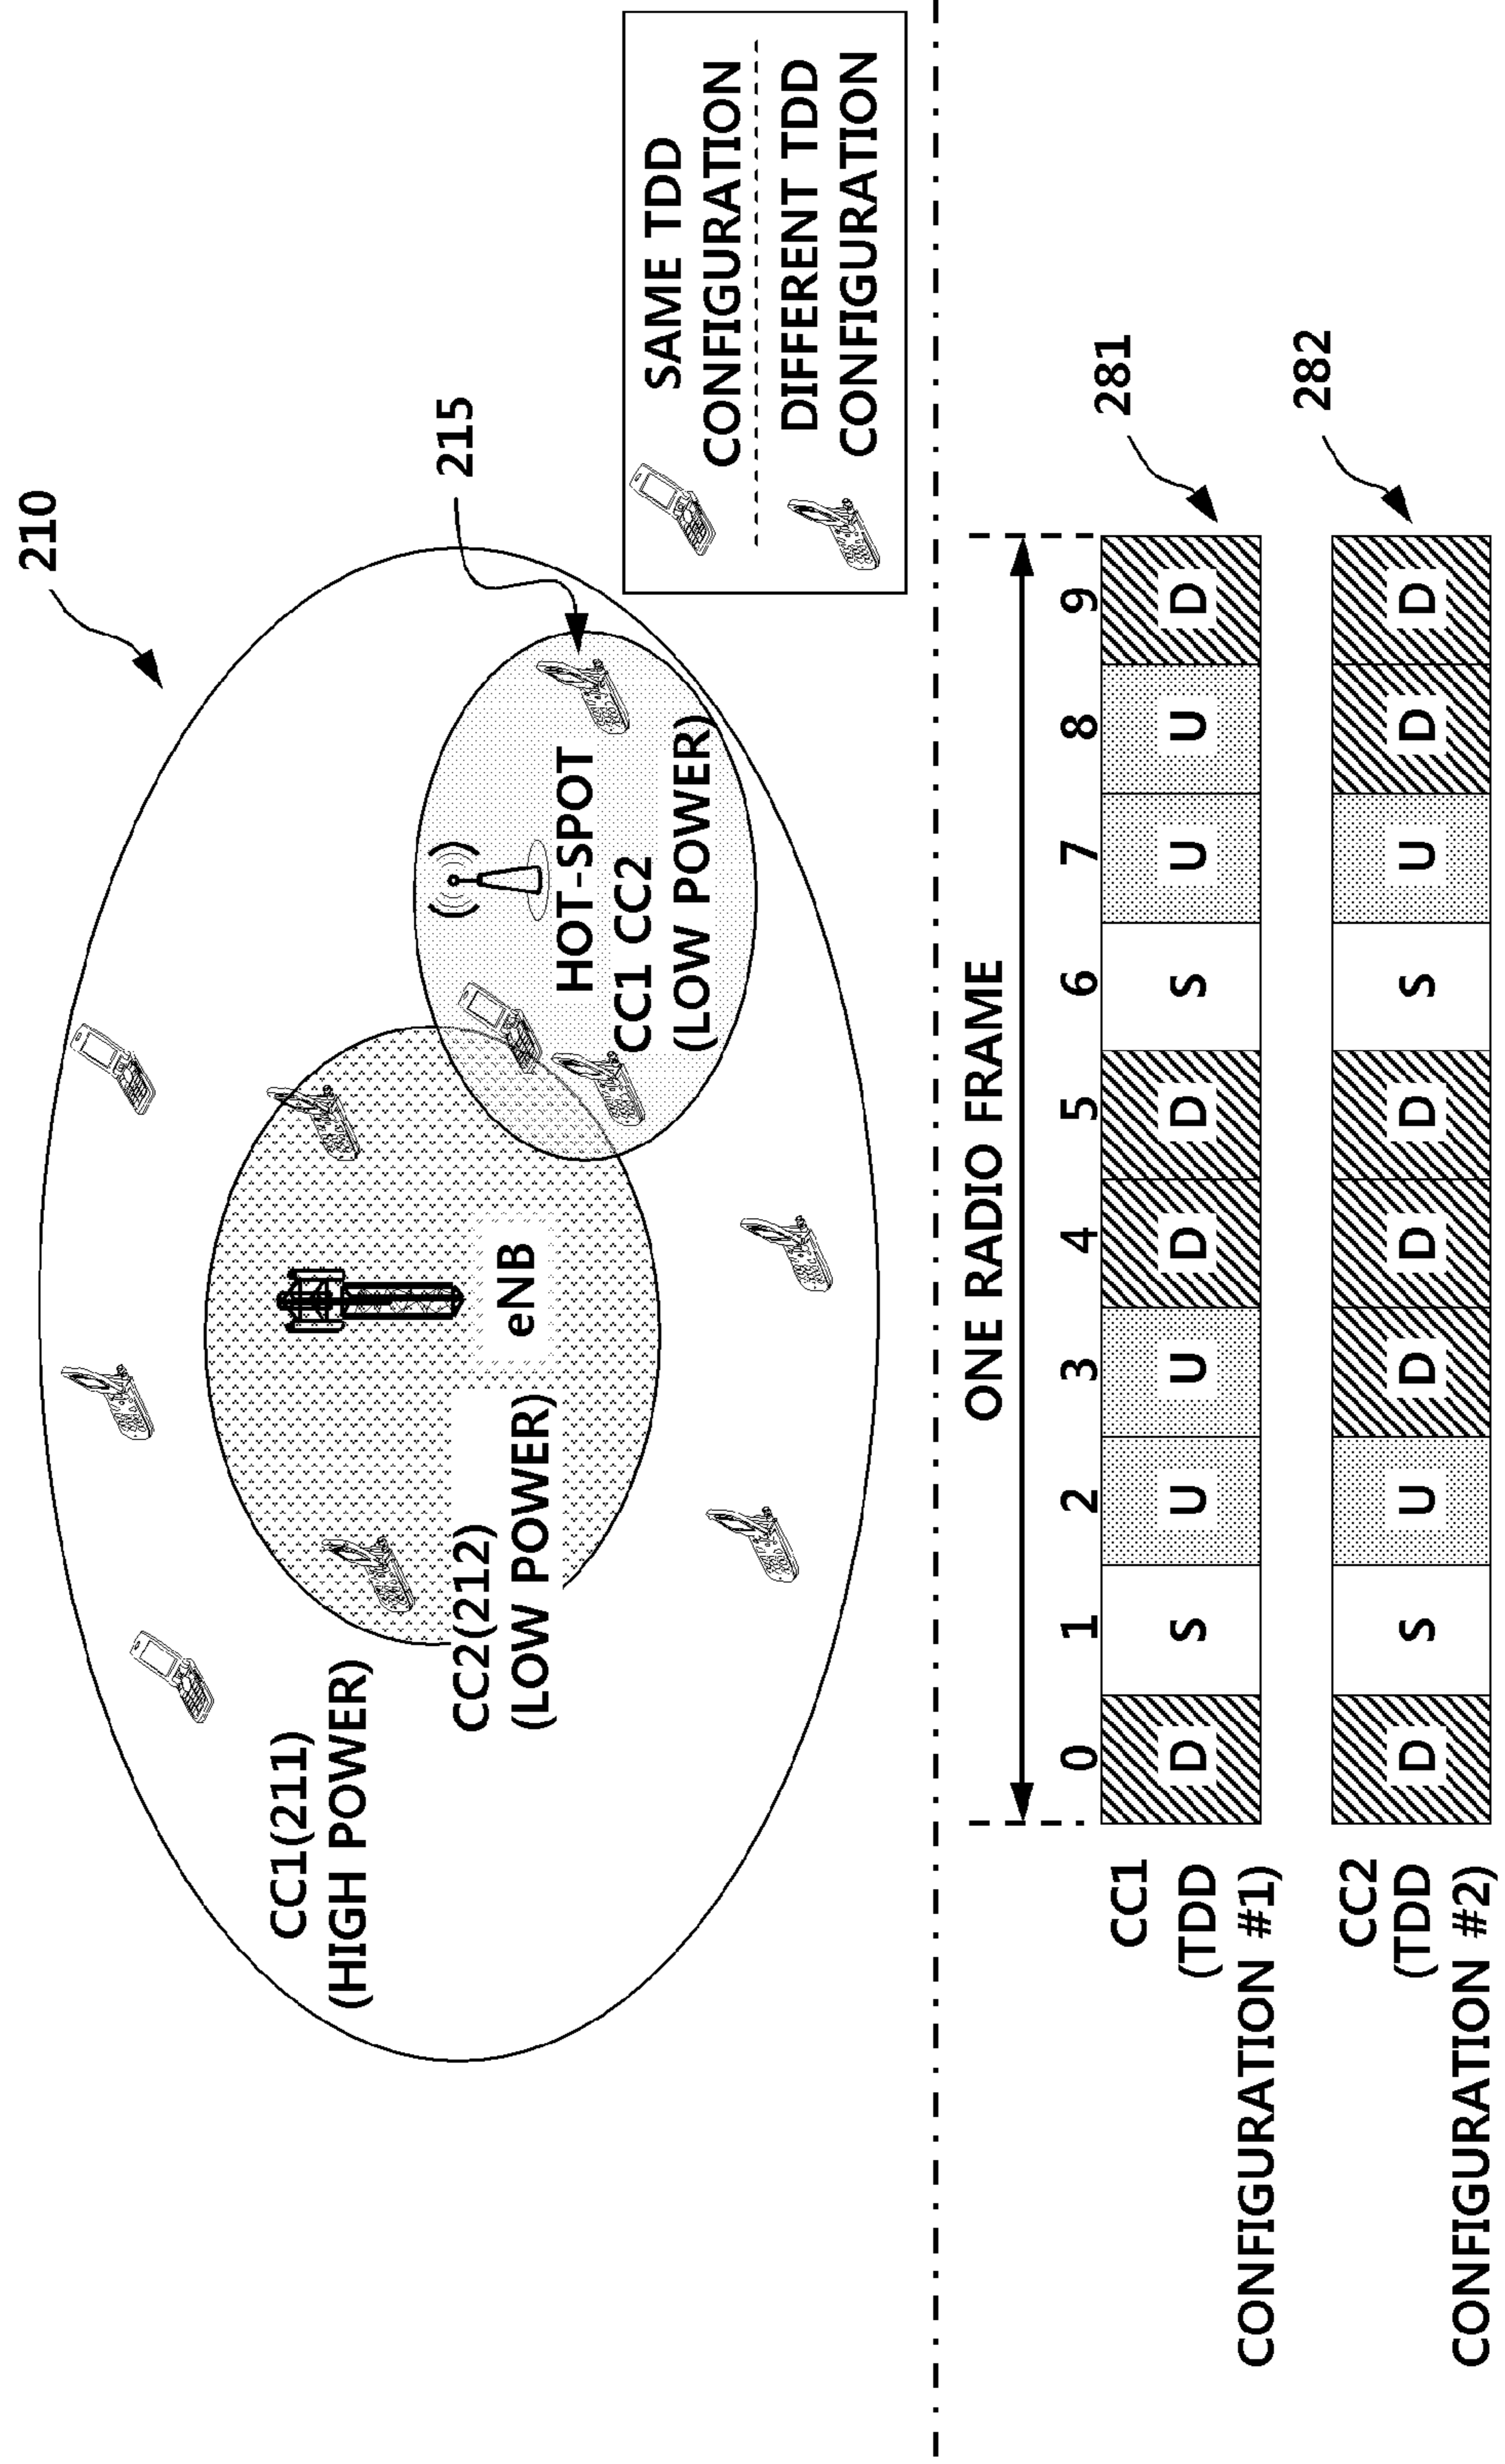 210
215
CC1(211)
(HIGH POWER)
CC2(212)
(LOW POWER)
eNB
HOT-SPOT
CC1 CC2
(LOW POWER)
SAME TDD
CONFIGURATION
DIFFERENT TDD
CONFIGURATION
ONE RADIO FRAME
0 1 2 3 4 5 6 7 8 9
281
CC1
(TDD
CONFIGURATION #1)
D S U U D D S U U D
282
CC2
(TDD
CONFIGURATION #2)
D S U D D D S U D D